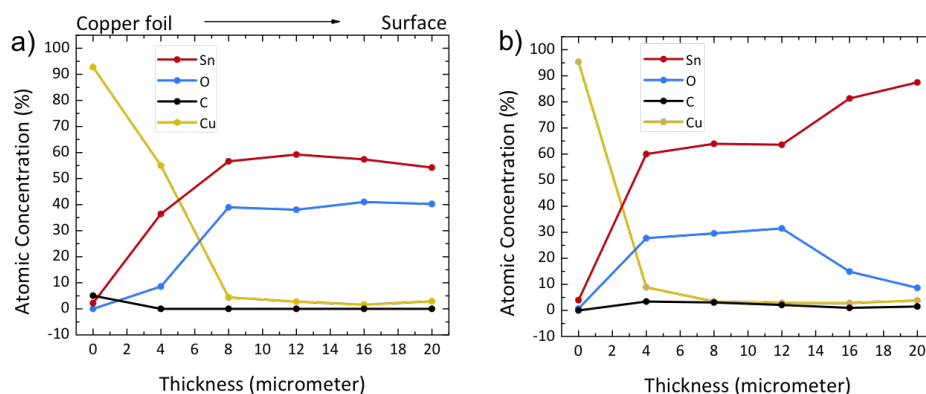 Copper foil Surface
a)
100
90
80
70
60
50
40
30
20
10
0
-10
Atomic Concentration (%)
Sn
O
C
Cu
0 2 4 6 8 10 12 14 16 18 20
Thickness (micrometer)
b)
100
90
80
70
60
50
40
30
20
10
0
-10
Atomic Concentration (%)
Sn
O
C
Cu
0 2 4 6 8 10 12 14 16 18 20
Thickness (micrometer)